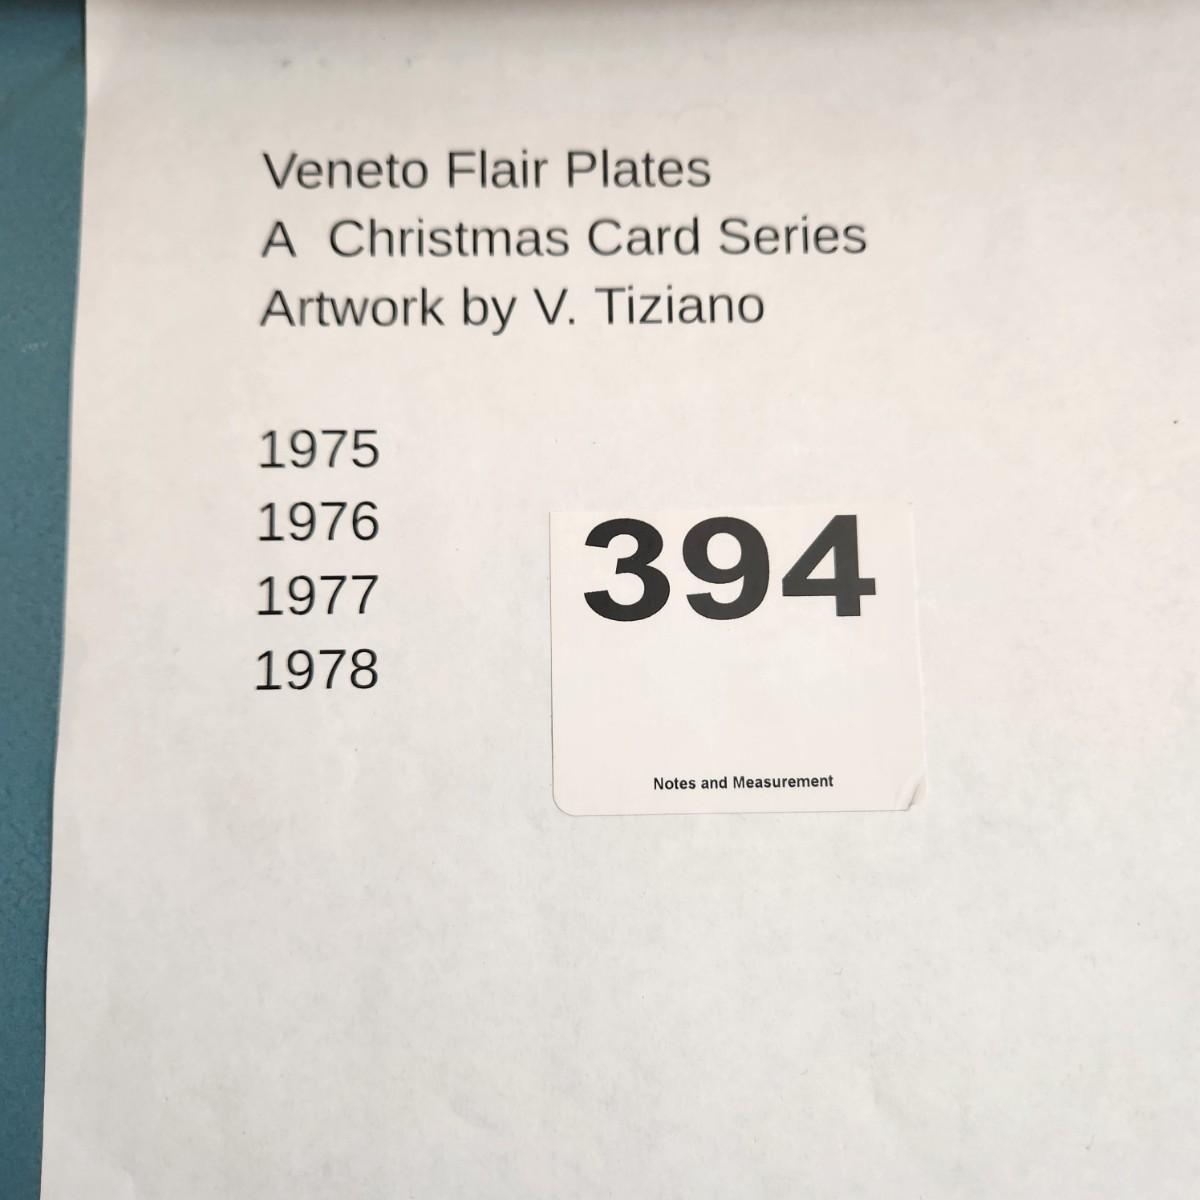 Veneto Flair Plates
A  Christmas Card Series
Artwork by V. Tiziano
1975
1976
1977
1978
394
Notes and Measurement